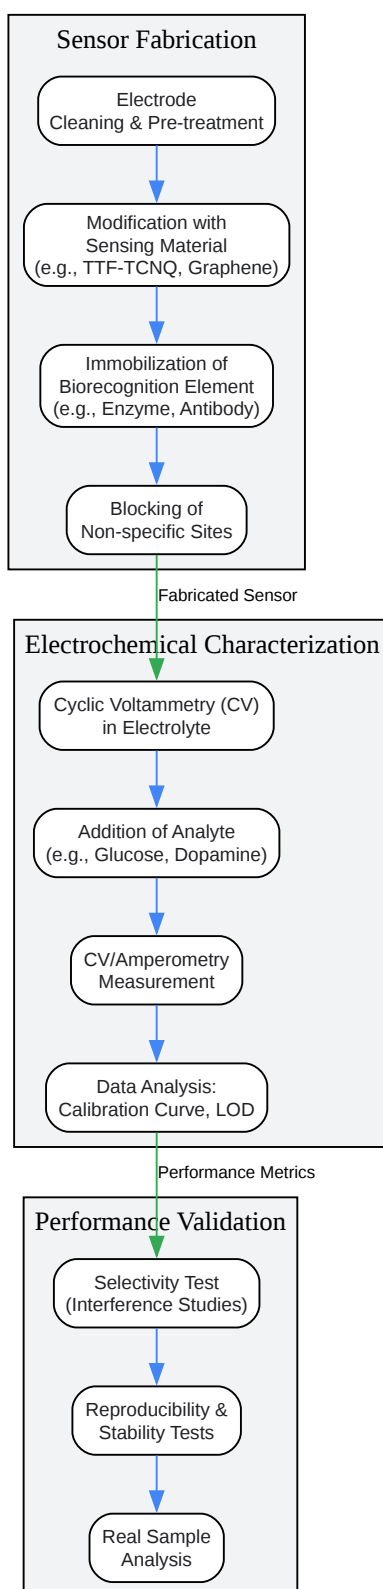 Sensor Fabrication
Electrode
Cleaning & Pre-treatment
Modification with
Sensing Material
(e.g., TTF-TCNQ, Graphene)
Immobilization of
Biorecognition Element
(e.g., Enzyme, Antibody)
Blocking of
Non-specific Sites
Fabricated Sensor
Electrochemical Characterization
Cyclic Voltammetry (CV)
in Electrolyte
Addition of Analyte
(e.g., Glucose, Dopamine)
CV/Amperometry
Measurement
Data Analysis:
Calibration Curve, LOD
Performance Metrics
Performance Validation
Selectivity Test
(Interference Studies)
Reproducibility &
Stability Tests
Real Sample
Analysis